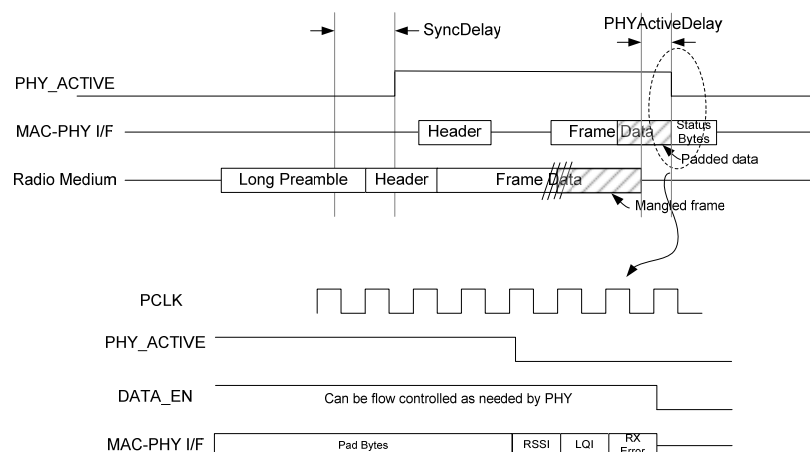 SyncDelay
PHYActiveDelay
PHY_ACTIVE
MAC-PHY I/F
Header
Frame Data
Status
Bytes
Padded data
Radio Medium
Long Preamble
Header
Frame Data
Mangled frame
PCLK
PHY_ACTIVE
DATA_EN
Can be flow controlled as needed by PHY
MAC-PHY I/F
Pad Bytes
RSSI
LQI
RX
Error